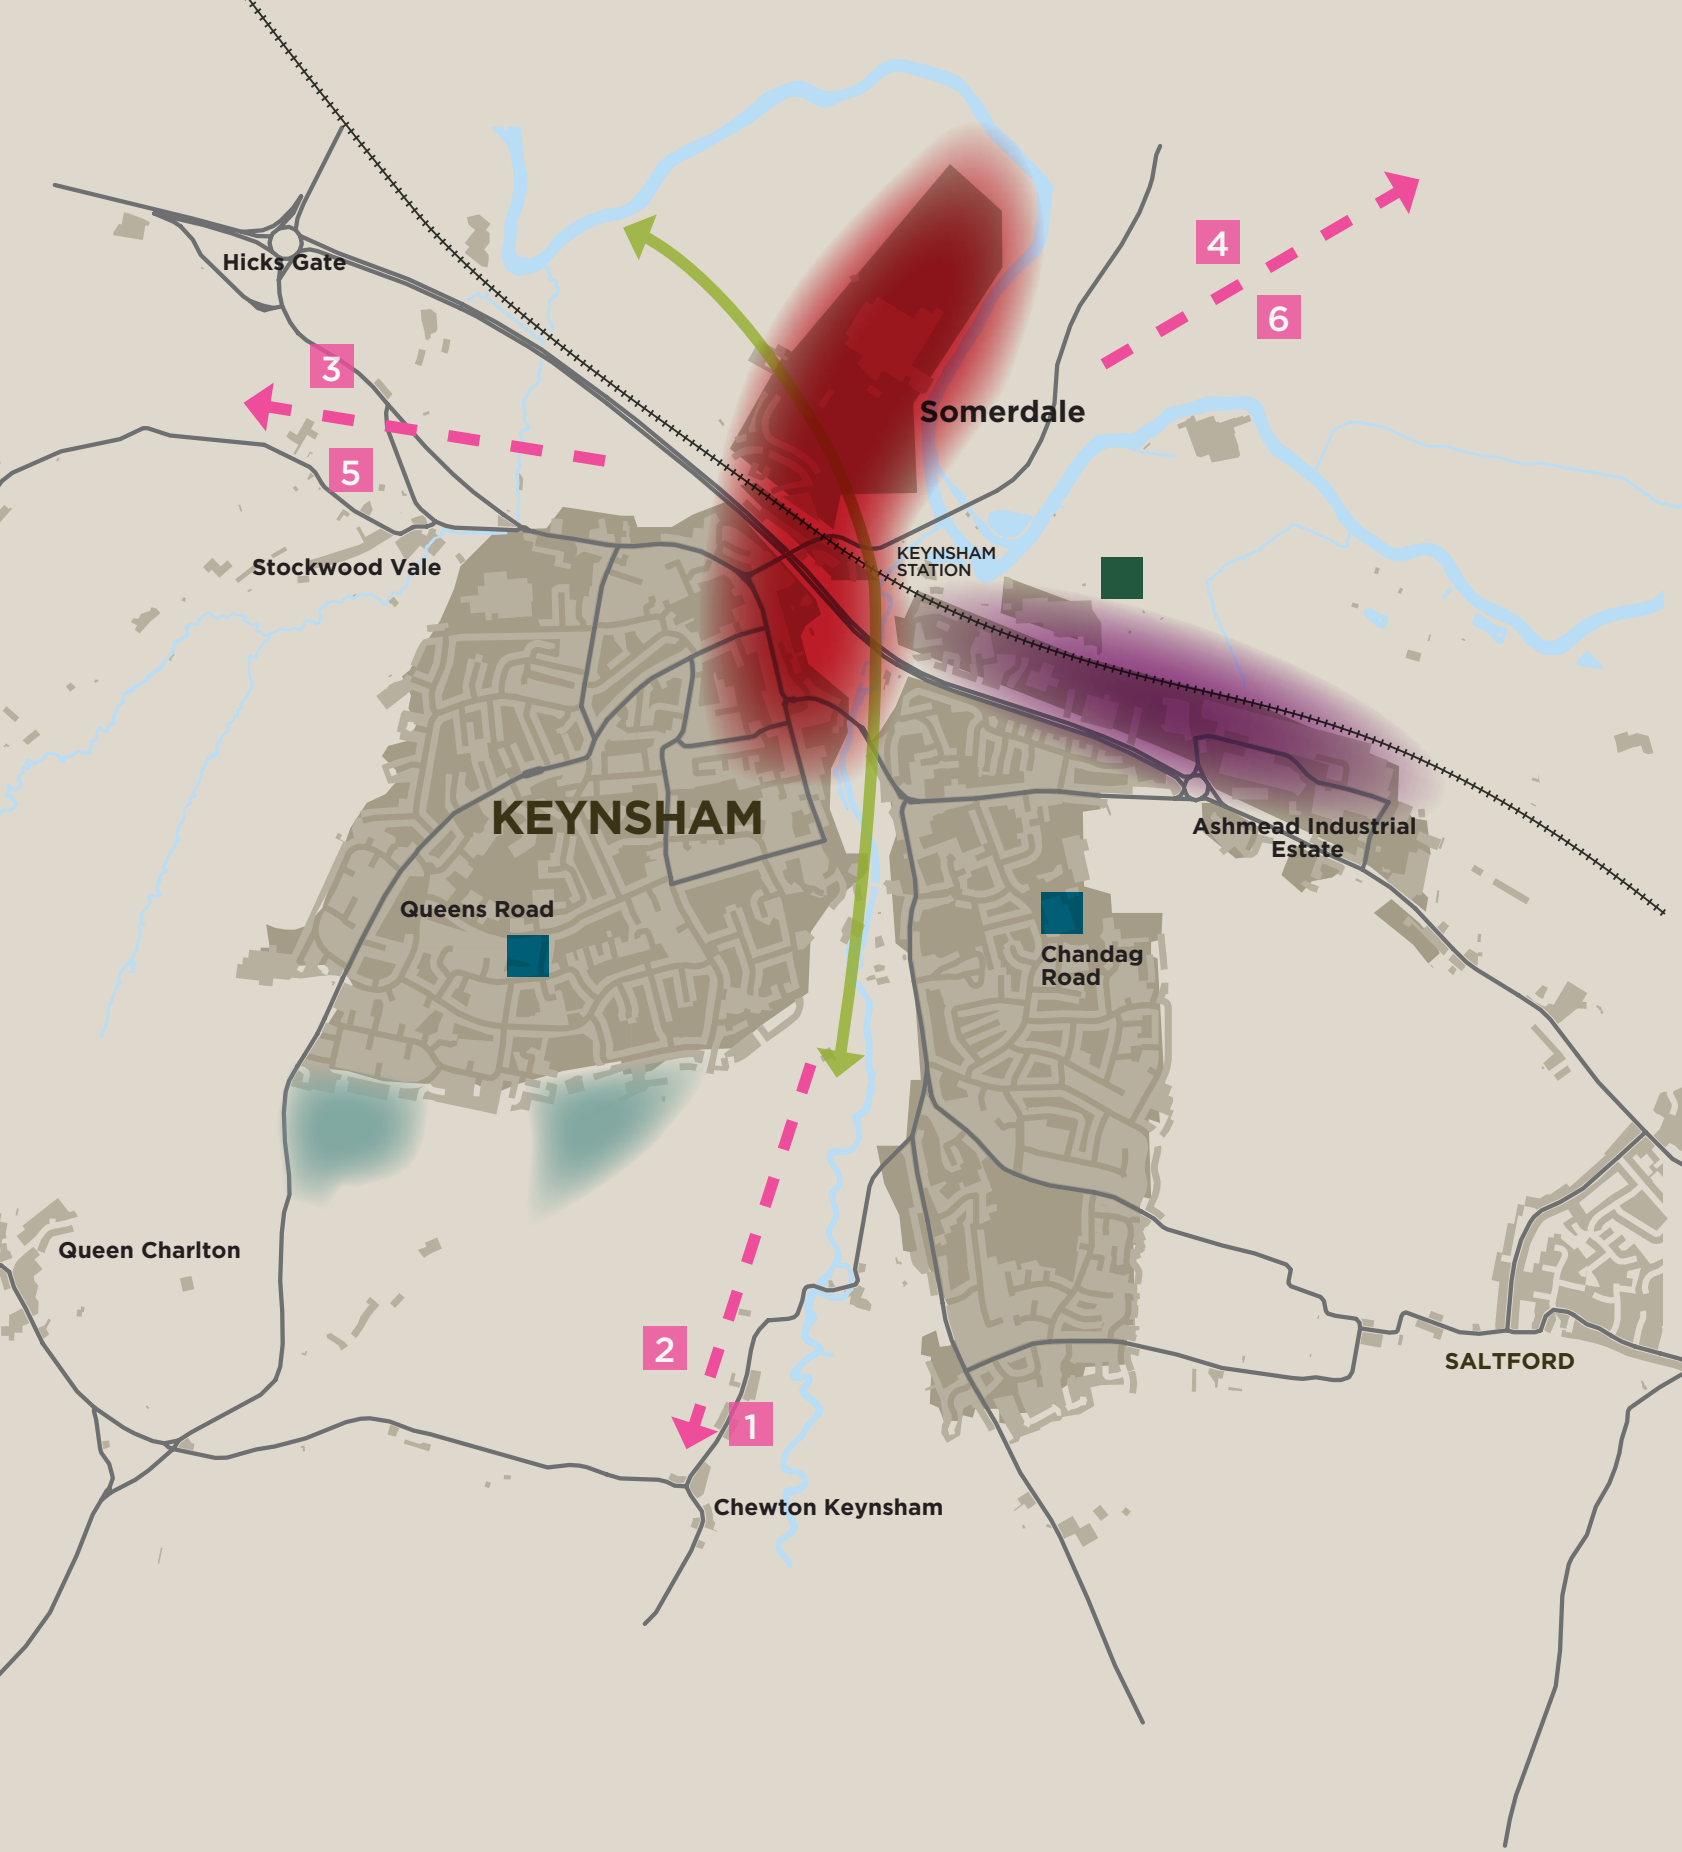 4
Hicks Gate
6
3
Somerdale
5
KEYNSHAM
STATION
Stockwood Vale
KEYNSHAM
Ashmead Industrial
Estate
Queens Road
Chandag
Road
Queen Charlton
2
SALTFORD
1
Chewton Keynsham